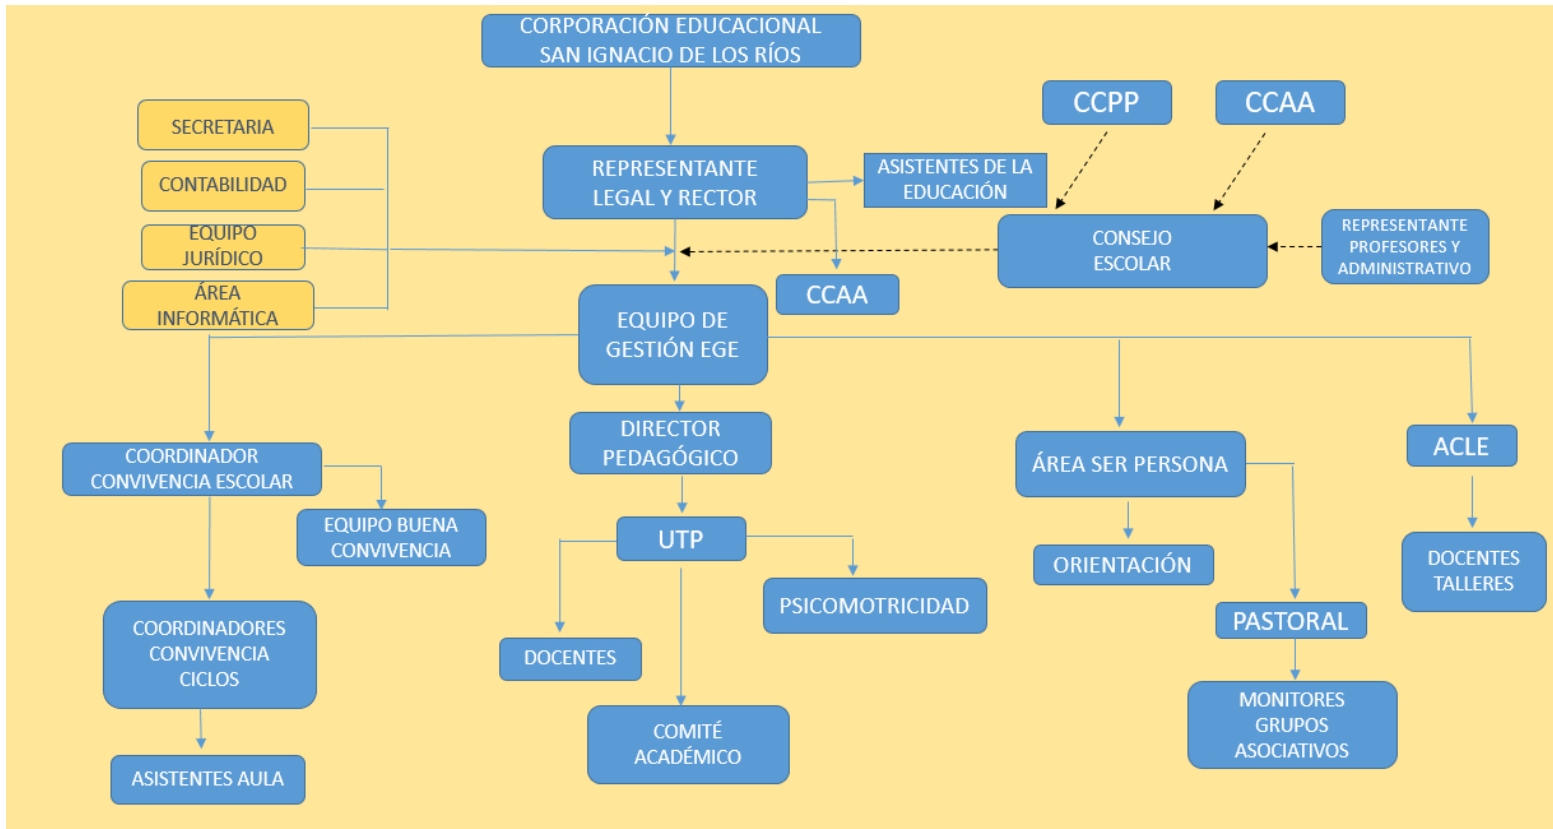 CORPORACIÓN EDUCACIONAL
SAN IGNACIO DE LOS RÍOS
CCPP
CCAA
SECRETARIA
REPRESENTANTE
LEGAL Y RECTOR
ASISTENTES DE LA
EDUCACIÓN
CONTABILIDAD
EQUIPO
JURÍDICO
CONSEJO
ESCOLAR
REPRESENTANTE
PROFESORES Y
ADMINISTRATIVO
ÁREA
INFORMÁTICA
CCAA
EQUIPO DE
GESTIÓN EGE
DIRECTOR
PEDAGÓGICO
COORDINADOR
CONVIVENCIA ESCOLAR
ÁREA SER PERSONA
ACLE
EQUIPO BUENA
CONVIVENCIA
UTP
ORIENTACIÓN
DOCENTES
TALLERES
PSICOMOTRICIDAD
PASTORAL
COORDINADORES
CONVIVENCIA
CICLOS
DOCENTES
MONITORES
GRUPOS
ASOCIATIVOS
COMITÉ
ACADÉMICO
ASISTENTES AULA